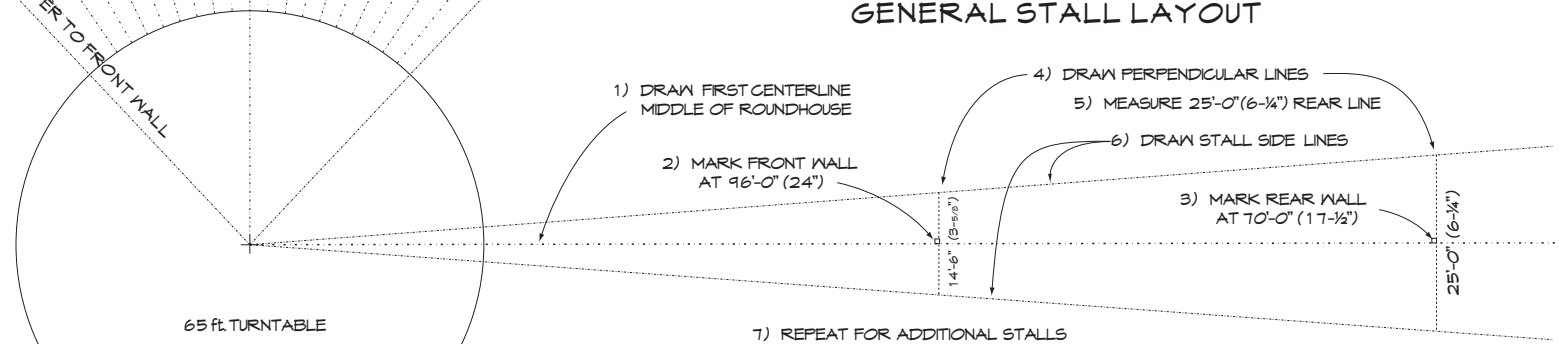 GENERAL STALL LAYOUT
ER TO FRONT WALL
1) DRAW FIRST CENTERLINE
MIDDLE OF ROUNDHOUSE
4) DRAW PERPENDICULAR LINES
5) MEASURE 25'-0" (6-¼") REAR LINE
6) DRAW STALL SIDE LINES
2) MARK FRONT WALL
AT 96'-0" (24")
3) MARK REAR WALL
AT 70'-0" (17-½")
14'-6" (3-5/8")
25'-0" (6-¼")
65 ft. TURNTABLE
7) REPEAT FOR ADDITIONAL STALLS